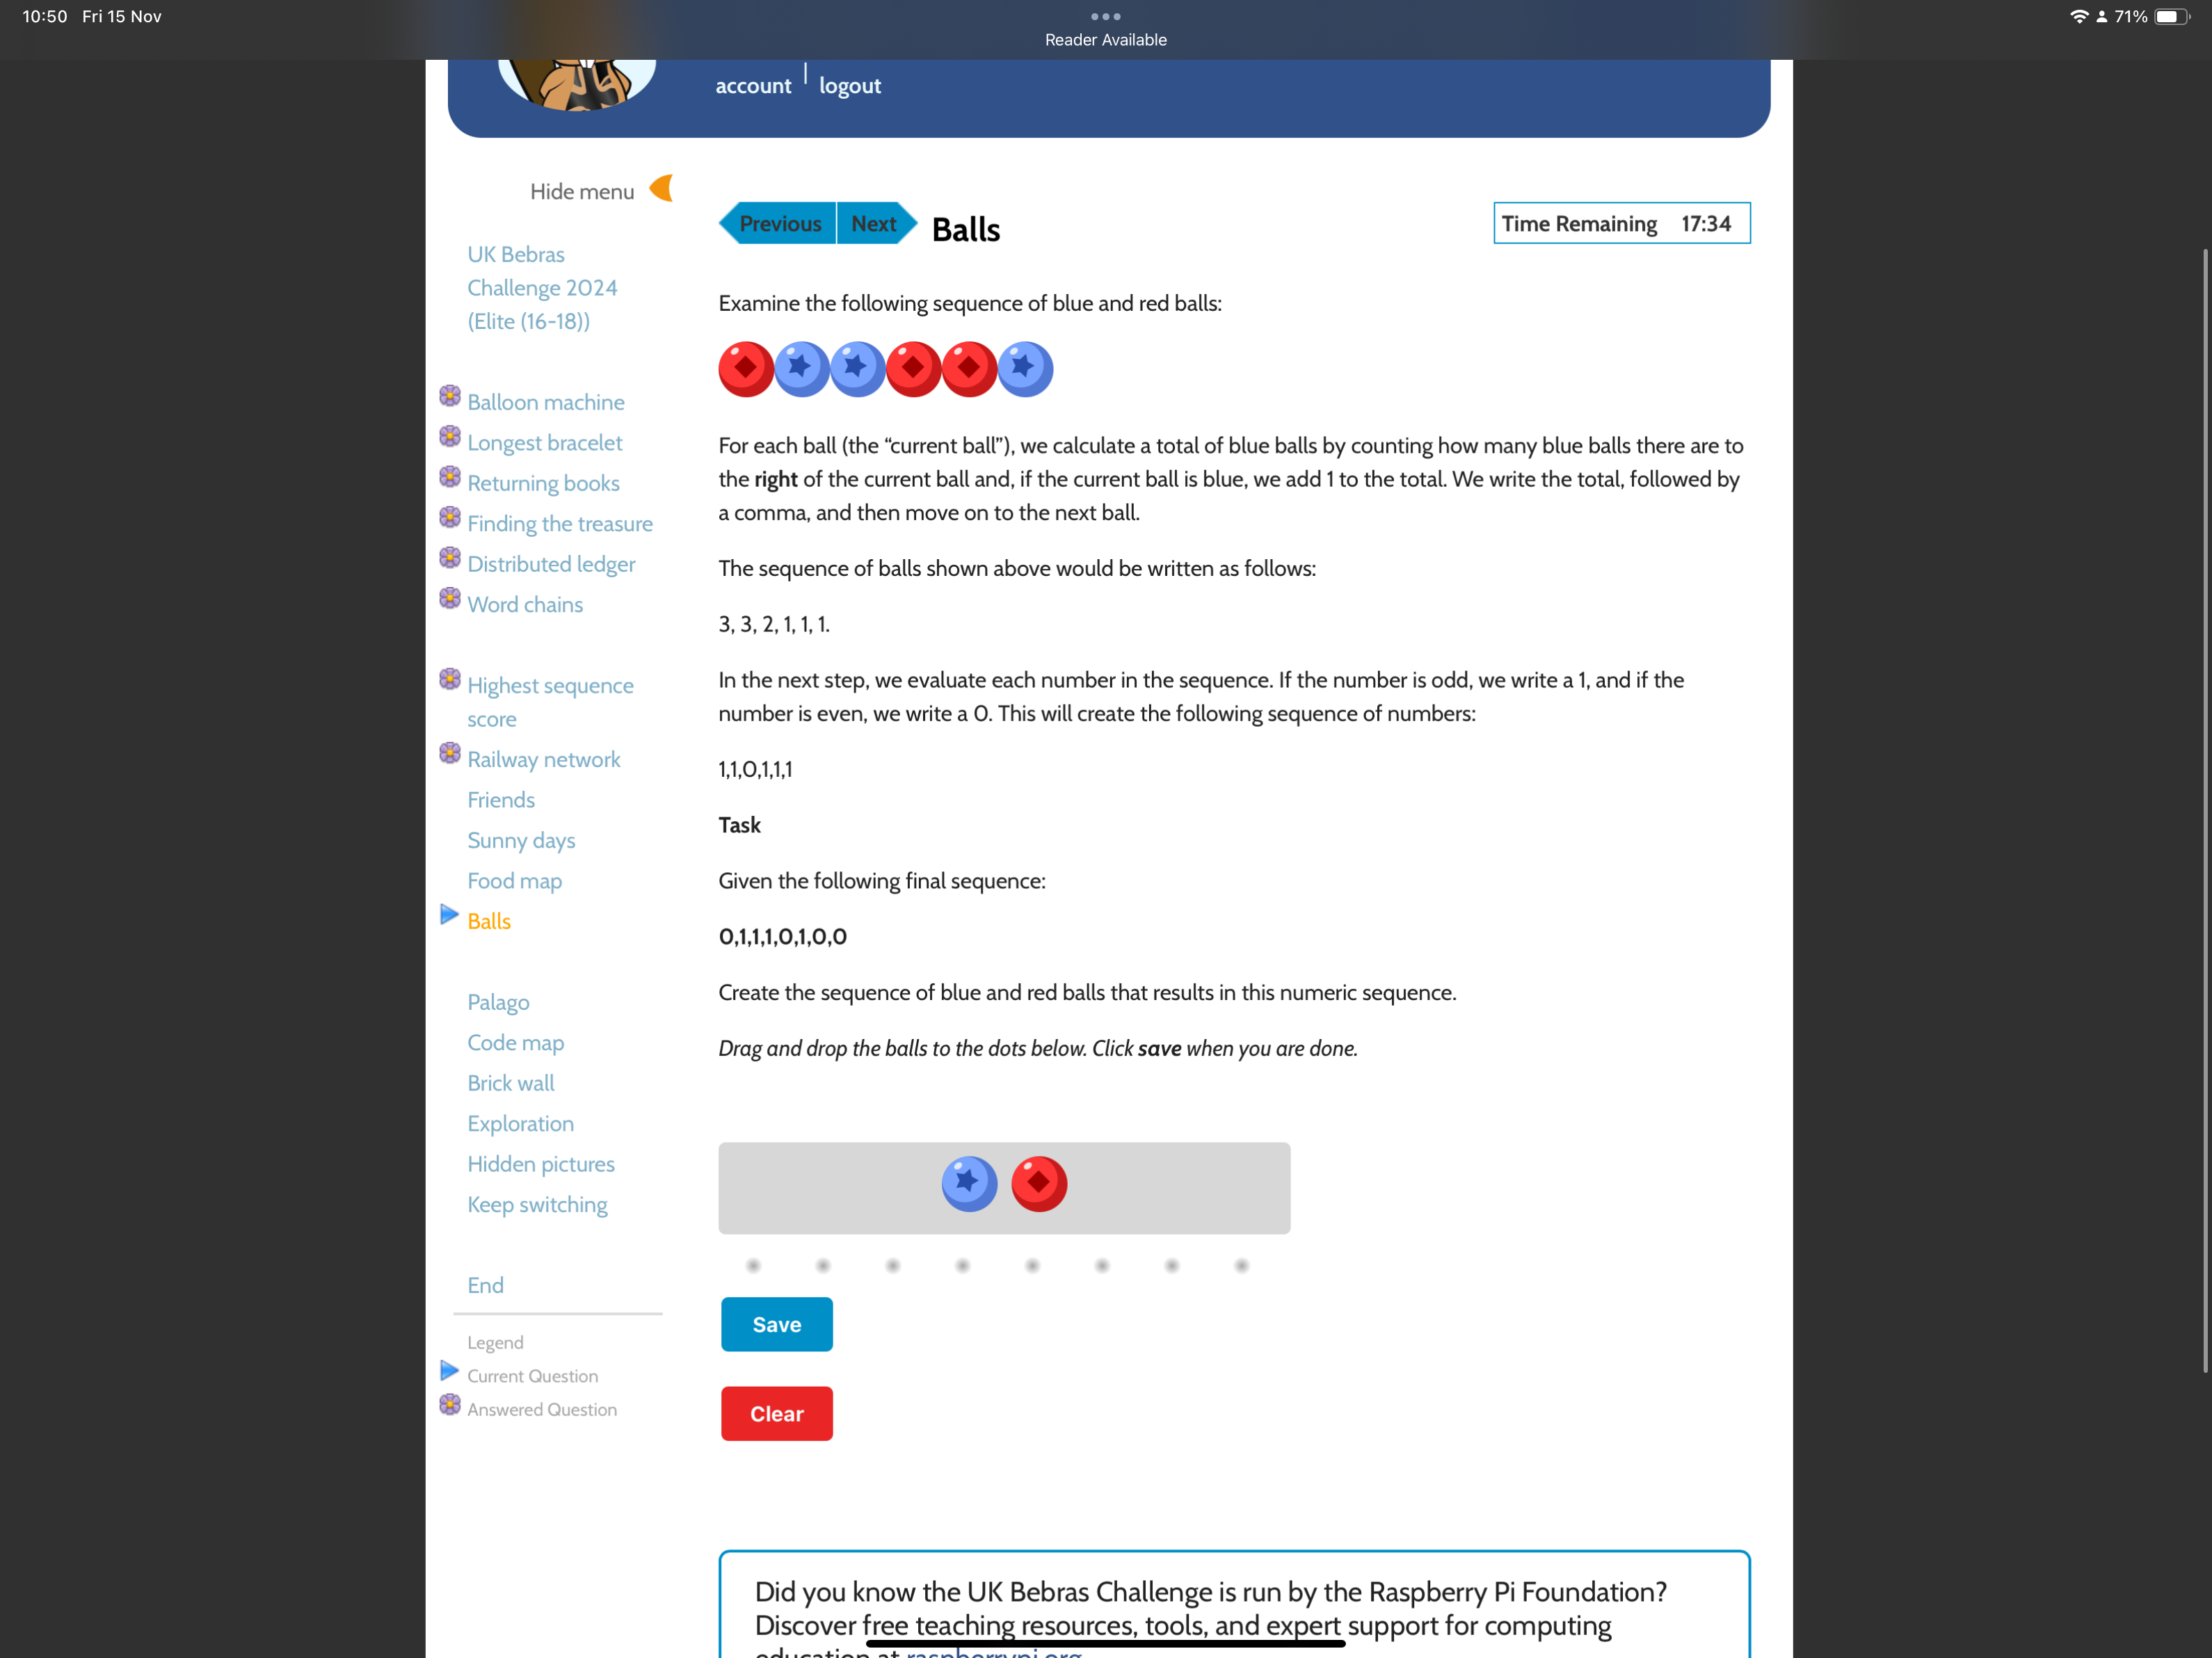 10:50 Fri 15 Nov
71%
Reader Available
account | logout
Hide menu
Previous Next Balls
Time Remaining 17:34
UK Bebras
Challenge 2024
(Elite (16-18))
Balloon machine
Longest bracelet
Returning books
Finding the treasure
Distributed ledger
Word chains
Highest sequence
score
Railway network
Friends
Sunny days
Food map
Balls
Palago
Code map
Brick wall
Exploration
Hidden pictures
Keep switching
End
Legend
Current Question
Answered Question
Examine the following sequence of blue and red balls:
For each ball (the “current ball”), we calculate a total of blue balls by counting how many blue balls there are to
the right of the current ball and, if the current ball is blue, we add 1 to the total. We write the total, followed by
a comma, and then move on to the next ball.
The sequence of balls shown above would be written as follows:
3, 3, 2, 1, 1, 1.
In the next step, we evaluate each number in the sequence. If the number is odd, we write a 1, and if the
number is even, we write a 0. This will create the following sequence of numbers:
1,1,0,1,1,1
Task
Given the following final sequence:
0,1,1,1,0,1,0,0
Create the sequence of blue and red balls that results in this numeric sequence.
Drag and drop the balls to the dots below. Click save when you are done.
Save
Clear
Did you know the UK Bebras Challenge is run by the Raspberry Pi Foundation?
Discover free teaching resources, tools, and expert support for computing
education at raspberrypi.org